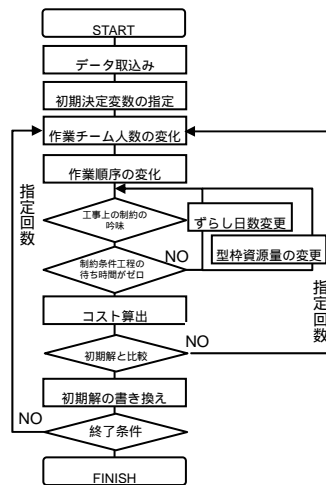 START
データ取込み
初期決定変数の指定
作業チーム人数の変化
作業順序の変化
指定回数
工事上の制約の
吟味
ずらし日数変更
制約条件工程の
待ち時間がゼロ
NO
型枠資源量の変更
コスト算出
指定回数
初期解と比較
NO
初期解の書き換え
NO
終了条件
FINISH